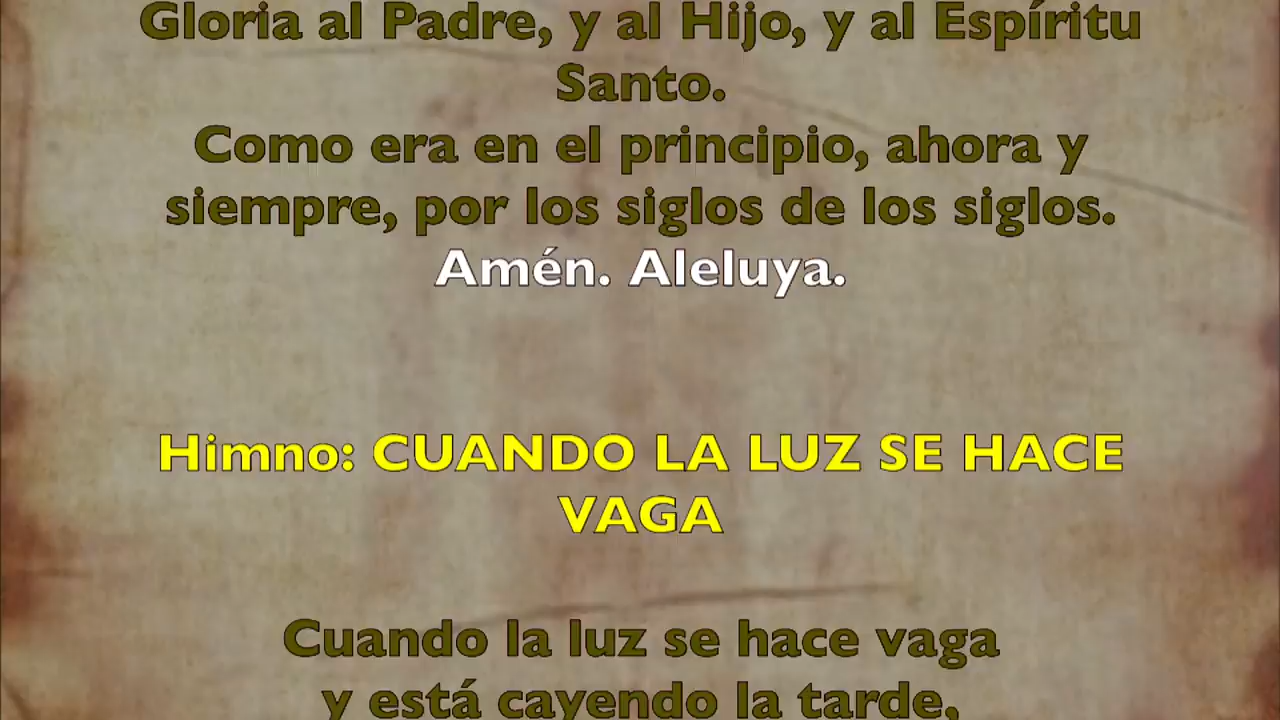 Gloria al Padre, y al Hijo, y al Espíritu
Santo.
Como era en el principio, ahora y
siempre, por los siglos de los siglos.
Amén. Aleluya.
Himno: CUANDO LA LUZ SE HACE
VAGA
Cuando la luz se hace vaga
y está cayendo la tarde,